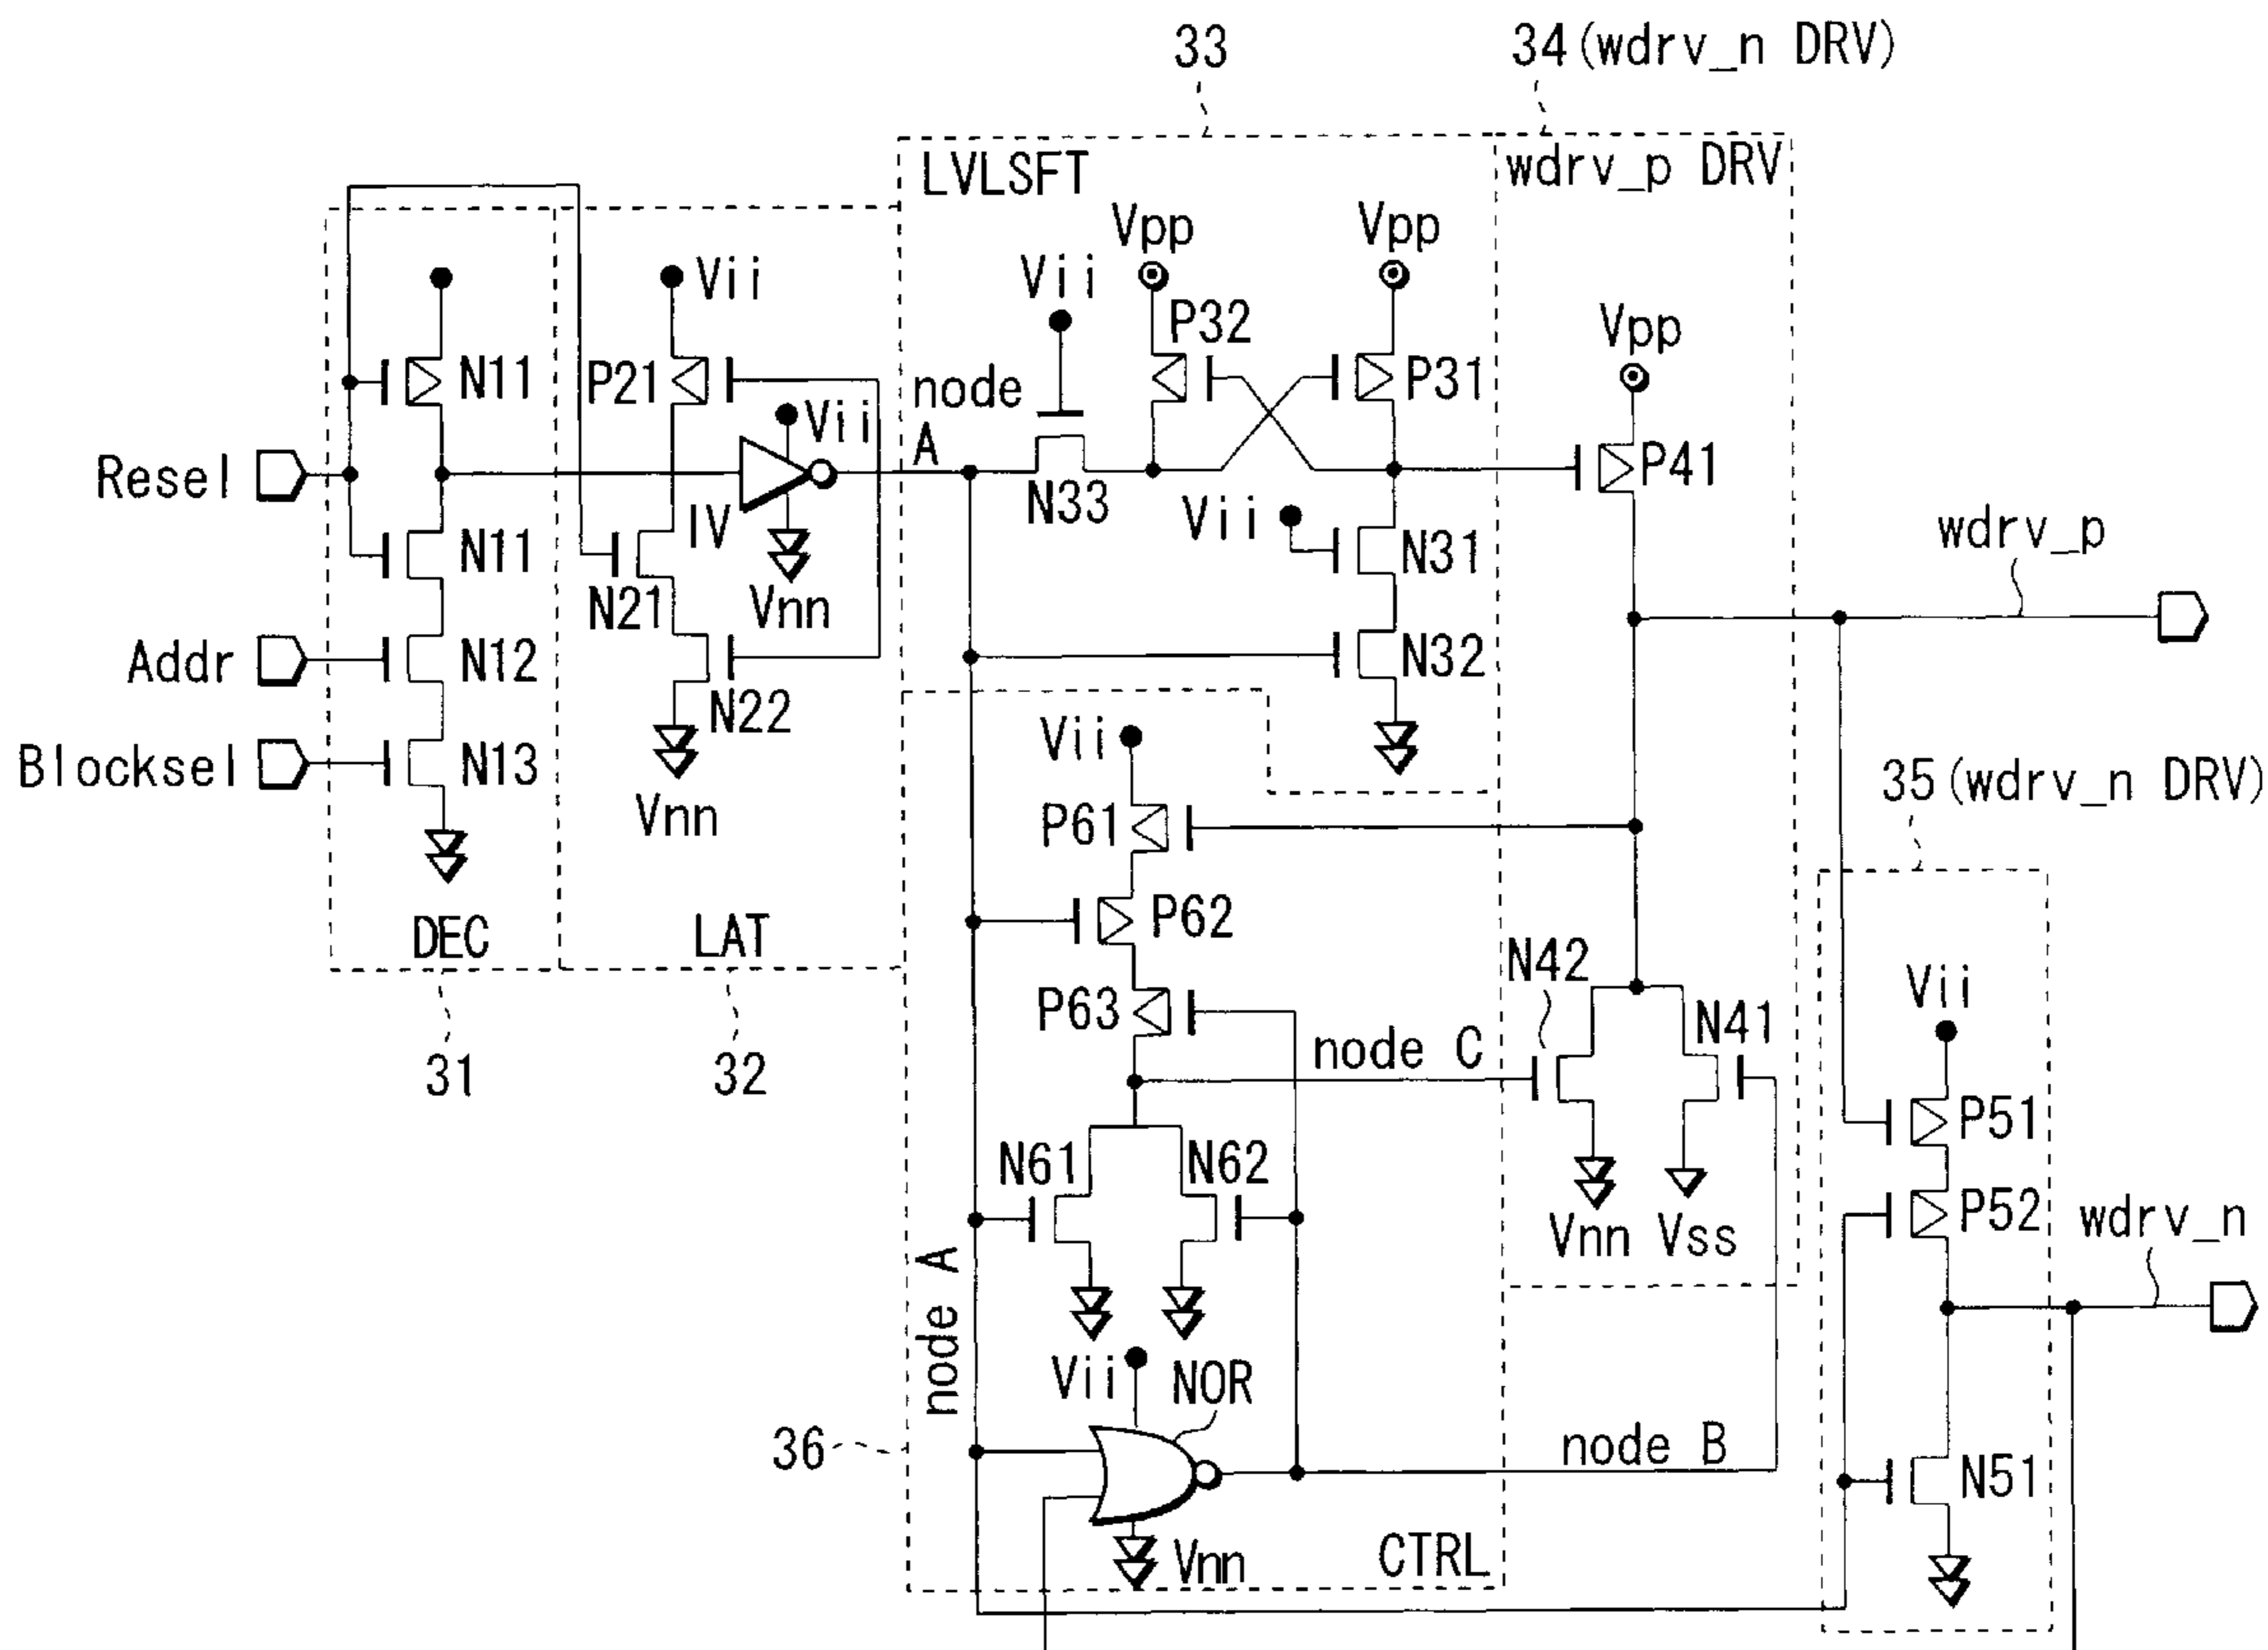 33
34 (wdrv_n DRV)
LVLSFT
wdrv_p DRV
Vpp
Vpp
Vii
Vii
P32
Vpp
N11
P21
Vii
node
A
P31
P41
Resel
IV
N33
Vii
wdrv_p
N11
N21
Vnn
N31
Addr
N12
N22
N32
Blocksel
N13
Vnn
Vii
35 (wdrv_n DRV)
P61
DEC
LAT
P62
N42
Vii
31
32
P63
node C
N41
P51
N61
N62
Vnn
Vss
P52
wdrv_n
node A
Vii
NOR
36
node B
N51
Vnn
CTRL